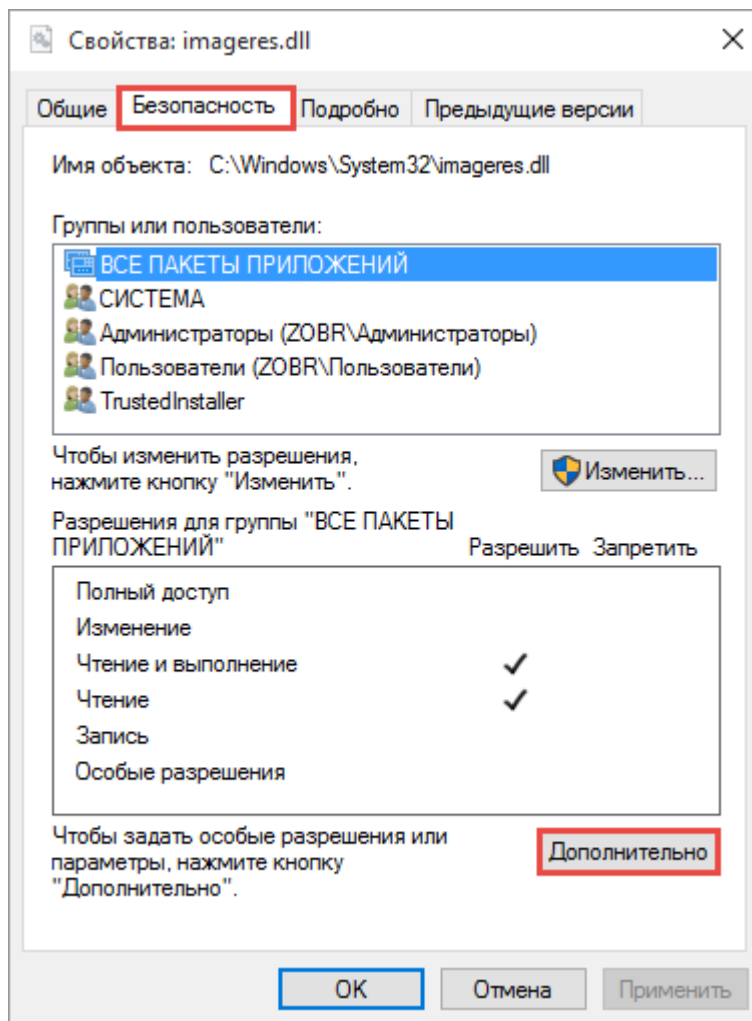 Свойства: imageres.dll
Общие Безопасность Подробно Предыдущие версии
Имя объекта: C:\Windows\System32\imageres.dll
Группы или пользователи:
ВСЕ ПАКЕТЫ ПРИЛОЖЕНИЙ
СИСТЕМА
Администраторы (ZOBR\Администраторы)
Пользователи (ZOBR\Пользователи)
TrustedInstaller
Чтобы изменить разрешения,
нажмите кнопку "Изменить".
Изменить...
Разрешения для группы "ВСЕ ПАКЕТЫ
ПРИЛОЖЕНИЙ"
Разрешить Запретить
Полный доступ
Изменение
Чтение и выполнение
Чтение
Запись
Особые разрешения
Чтобы задать особые разрешения или
параметры, нажмите кнопку
"Дополнительно".
Дополнительно
ОК Отмена Применить